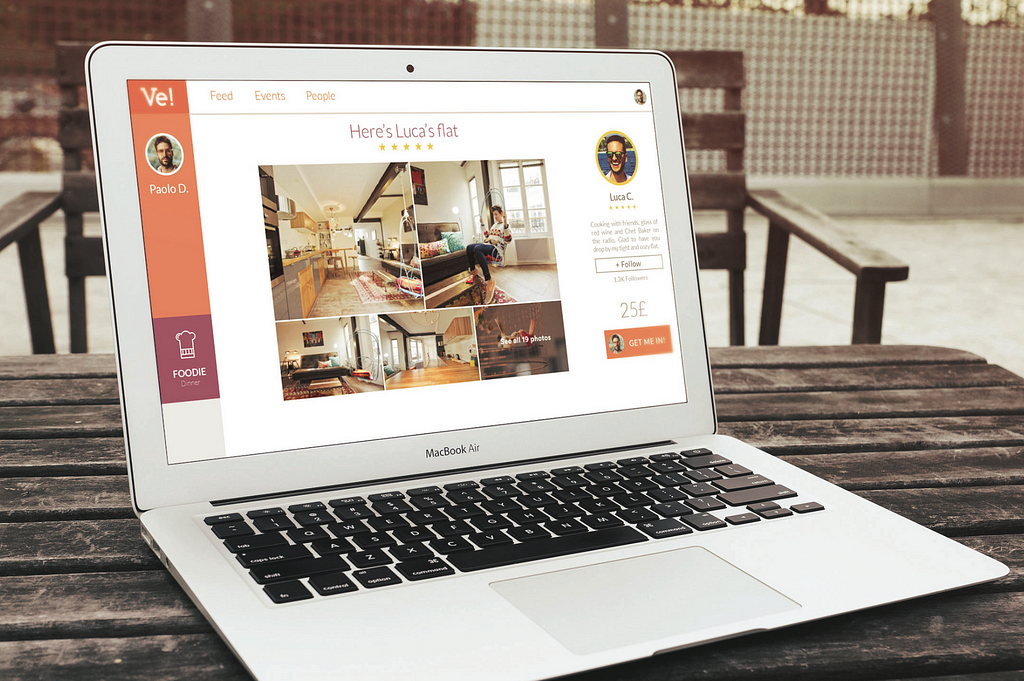 Ve!
Feed Events People
Paolo D.
FOODIE
Dinner
Here's Luca's flat
See all 19 photos
Luca C.
Cooking with friends, glass of
red wine and Chet Baker on
the radio. Glad to have you
drop by my light and cozy flat.
+ Follow
1.3K Followers
25£
GET ME IN!
MacBook Air
esc
tab Q W E R T Y U I O P
caps lock A S D F G H J K L
shift Z X C V B N M
fn control option command command option